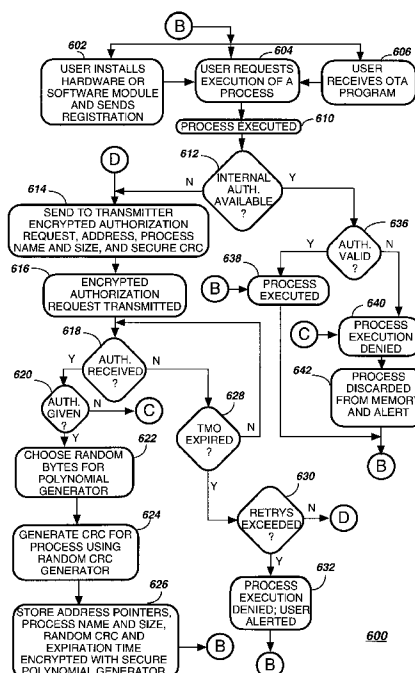 B
602
604
606
USER INSTALLS
HARDWARE OR
SOFTWARE MODULE
AND SENDS
REGISTRATION
USER REQUESTS
EXECUTION OF A
PROCESS
USER
RECEIVES OTA
PROGRAM
PROCESS EXECUTED
610
D
612
INTERNAL
AUTH.
AVAILABLE
?
N
Y
614
SEND TO TRANSMITTER
ENCRYPTED AUTHORIZATION
REQUEST, ADDRESS, PROCESS
NAME AND SIZE, AND SECURE CRC
636
AUTH.
VALID
?
Y
N
638
PROCESS
EXECUTED
B
616
ENCRYPTED
AUTHORIZATION
REQUEST TRANSMITTED
640
PROCESS
EXECUTION
DENIED
C
618
AUTH.
RECEIVED
?
Y
N
642
PROCESS
DISCARDED
FROM MEMORY
AND ALERT
B
620
AUTH.
GIVEN
?
N
C
Y
628
TMO
EXPIRED
?
N
Y
622
CHOOSE RANDOM
BYTES FOR
POLYNOMIAL
GENERATOR
630
RETRYS
EXCEEDED
?
N
D
Y
624
GENERATE CRC FOR
PROCESS USING
RANDOM CRC
GENERATOR
632
PROCESS
EXECUTION
DENIED; USER
ALERTED
B
626
STORE ADDRESS POINTERS,
PROCESS NAME AND SIZE,
RANDOM CRC AND
EXPIRATION TIME
ENCRYPTED WITH SECURE
POLYNOMIAL GENERATOR
B
600